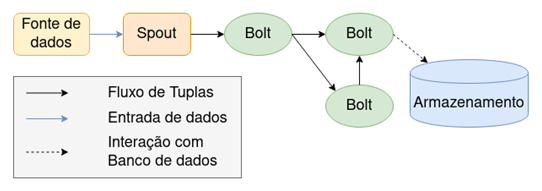 Fonte de
dados
Spout
Bolt
Bolt
Bolt
Armazenamento
Fluxo de Tuplas
Entrada de dados
Interação com
Banco de dados